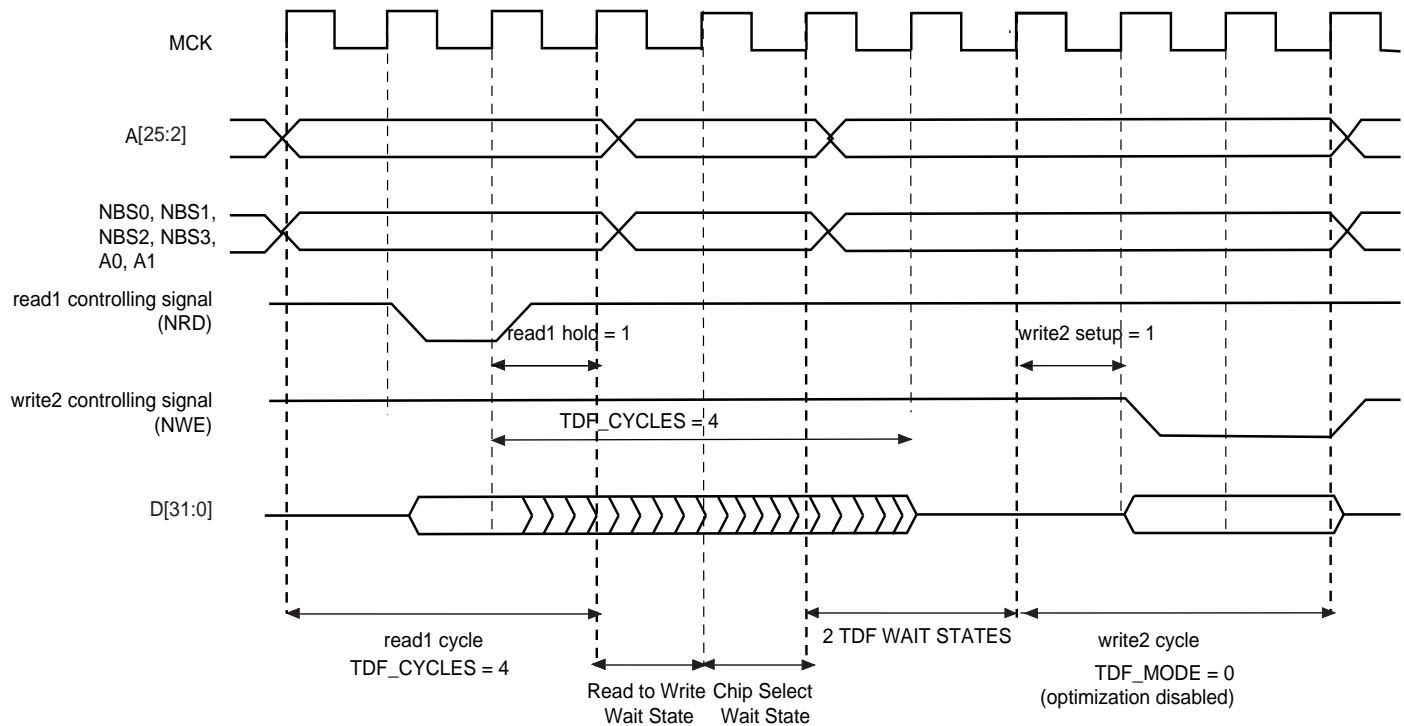 MCK
A[25:2]
NBS0, NBS1,
NBS2, NBS3,
A0, A1
read1 controlling signal
(NRD)
read1 hold = 1
write2 setup = 1
write2 controlling signal
(NWE)
TDF_CYCLES = 4
D[31:0]
read1 cycle
TDF_CYCLES = 4
2 TDF WAIT STATES
write2 cycle
TDF_MODE = 0
(optimization disabled)
Read to Write
Wait State
Chip Select
Wait State